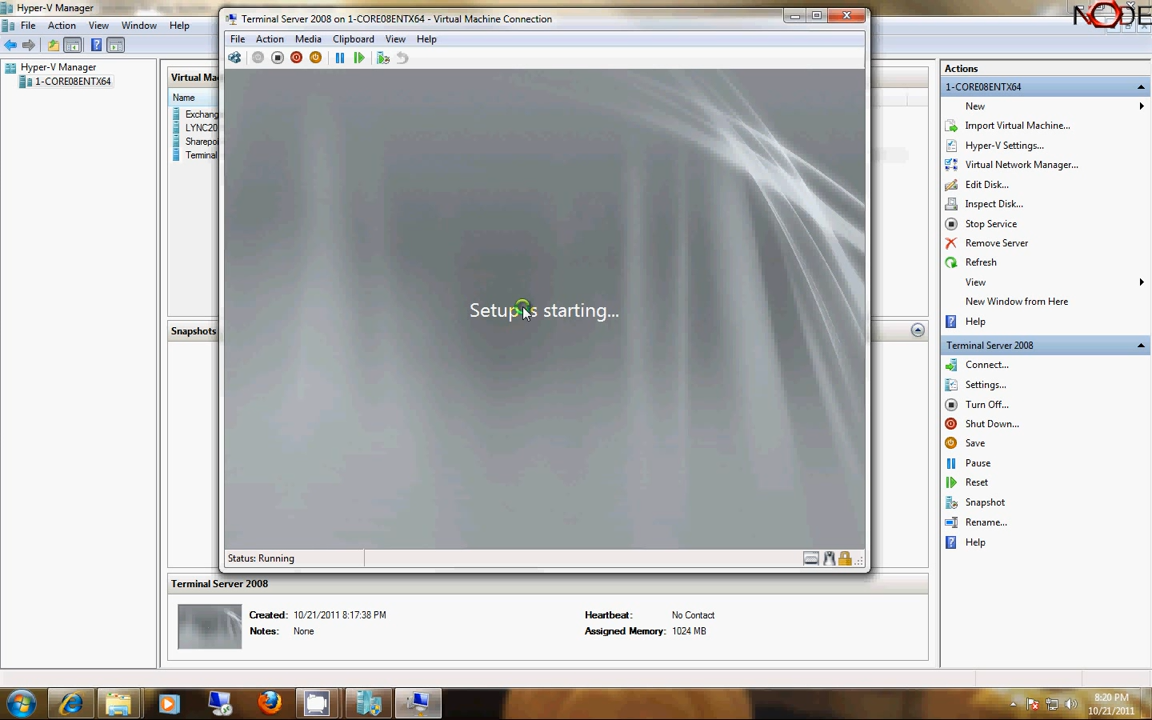 Hyper-V Manager
File Action View Window Help
Hyper-V Manager
1-CORE08ENTX64
Virtual Ma
Name
Exchan
LYNC20
Sharepo
Terminal
Snapshots
Terminal Server 2008 on 1-CORE08ENTX64 - Virtual Machine Connection
File Action Media Clipboard View Help
Setup is starting...
Status: Running
Terminal Server 2008
Created: 10/21/2011 8:17:38 PM
Notes: None
Heartbeat: No Contact
Assigned Memory: 1024 MB
NODE
Actions
1-CORE08ENTX64
New
Import Virtual Machine...
Hyper-V Settings...
Virtual Network Manager...
Edit Disk...
Inspect Disk...
Stop Service
Remove Server
Refresh
View
New Window from Here
Help
Terminal Server 2008
Connect...
Settings...
Turn Off...
Shut Down...
Save
Pause
Reset
Snapshot
Rename...
Help
8:20 PM
10/21/2011